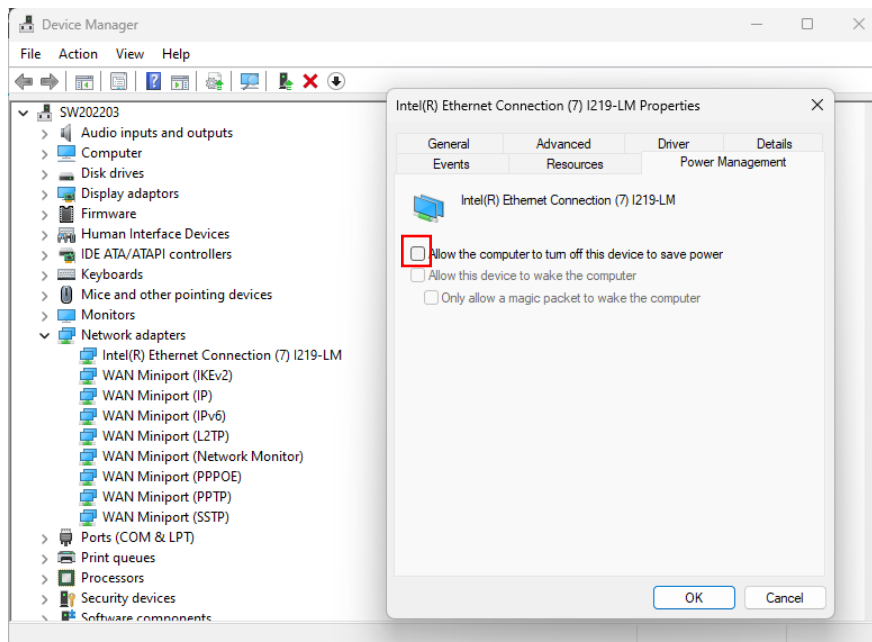 Device Manager
File Action View Help
SW202203
Audio inputs and outputs
Computer
Disk drives
Display adaptors
Firmware
Human Interface Devices
IDE ATA/ATAPI controllers
Keyboards
Mice and other pointing devices
Monitors
Network adapters
Intel(R) Ethernet Connection (7) I219-LM
WAN Miniport (IKEv2)
WAN Miniport (IP)
WAN Miniport (IPv6)
WAN Miniport (L2TP)
WAN Miniport (Network Monitor)
WAN Miniport (PPPOE)
WAN Miniport (PPTP)
WAN Miniport (SSTP)
Ports (COM & LPT)
Print queues
Processors
Security devices
Software components
Intel(R) Ethernet Connection (7) I219-LM Properties
General Advanced Driver Details
Events Resources Power Management
Intel(R) Ethernet Connection (7) I219-LM
Allow the computer to turn off this device to save power
Allow this device to wake the computer
Only allow a magic packet to wake the computer
OK Cancel